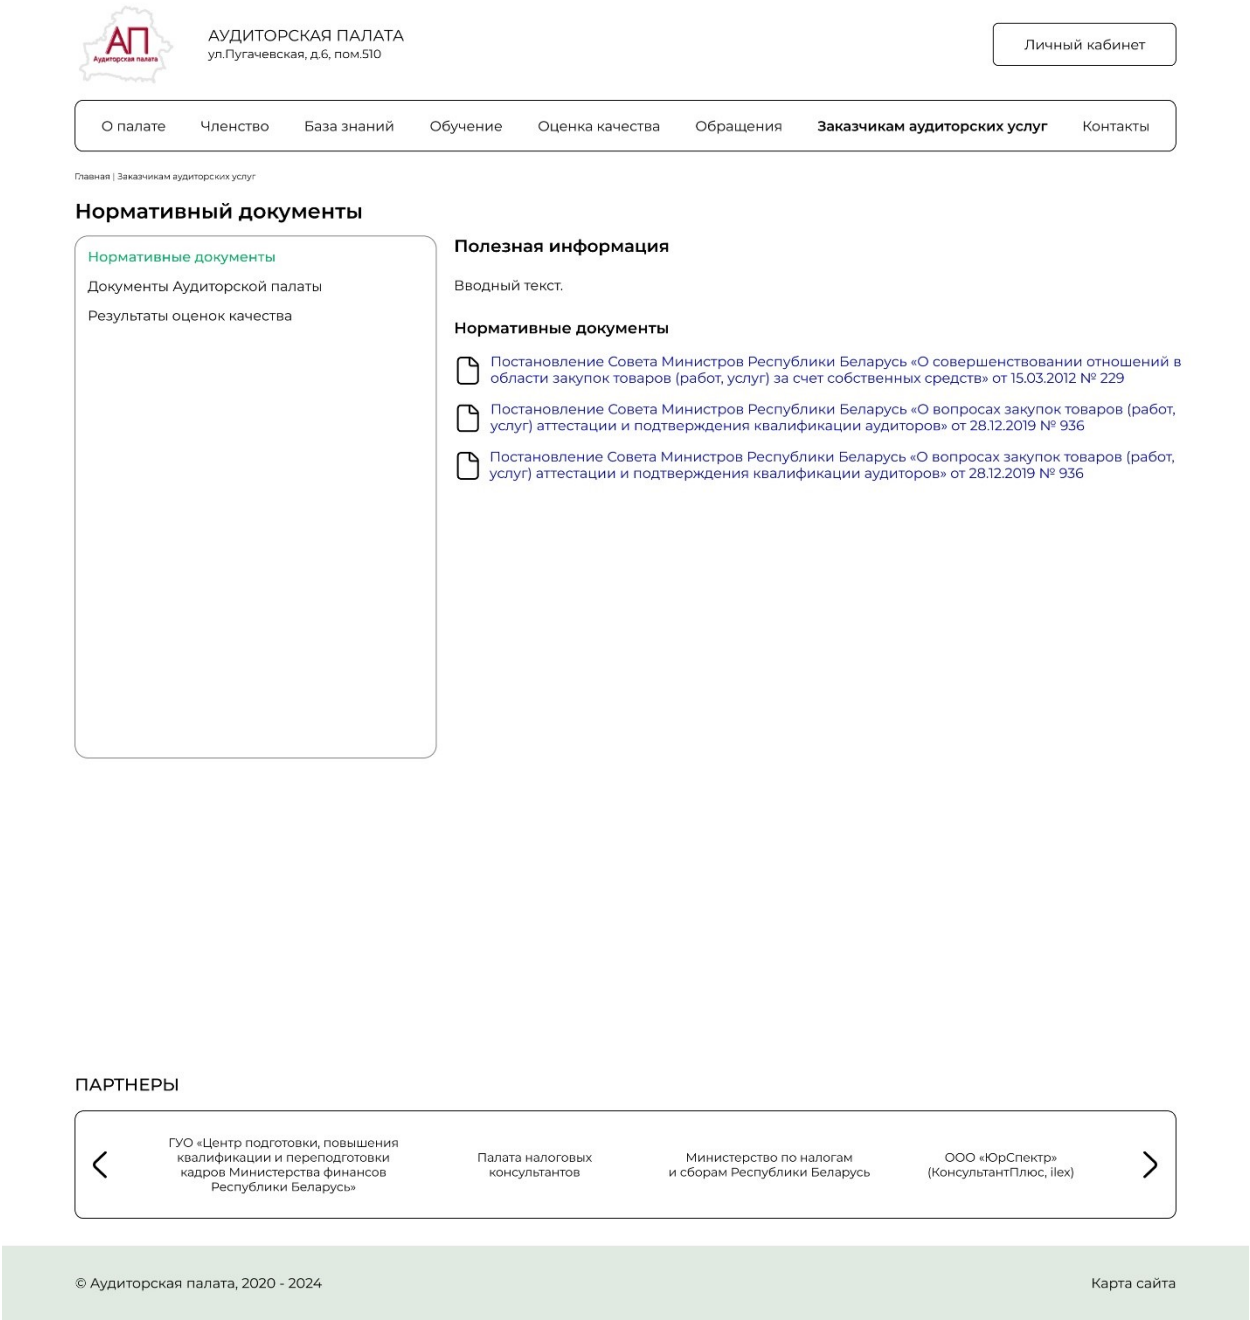 АП
Аудиторская палата
АУДИТОРСКАЯ ПАЛАТА
ул.Пугачевская, д.6, пом.510
Личный кабинет
О палате
Членство
База знаний
Обучение
Оценка качества
Обращения
Заказчикам аудиторских услуг
Контакты
Главная | Заказчикам аудиторских услуг
Нормативный документы
Нормативные документы
Документы Аудиторской палаты
Результаты оценок качества
Полезная информация
Вводный текст.
Нормативные документы
Постановление Совета Министров Республики Беларусь «О совершенствовании отношений в
области закупок товаров (работ, услуг) за счет собственных средств» от 15.03.2012 № 229
Постановление Совета Министров Республики Беларусь «О вопросах закупок товаров (работ,
услуг) аттестации и подтверждения квалификации аудиторов» от 28.12.2019 № 936
Постановление Совета Министров Республики Беларусь «О вопросах закупок товаров (работ,
услуг) аттестации и подтверждения квалификации аудиторов» от 28.12.2019 № 936
ПАРТНЕРЫ
ГУО «Центр подготовки, повышения
квалификации и переподготовки
кадров Министерства финансов
Республики Беларусь»
Палата налоговых
консультантов
Министерство по налогам
и сборам Республики Беларусь
ООО «ЮрСпектр»
(КонсультантПлюс, ilex)
© Аудиторская палата, 2020 - 2024
Карта сайта